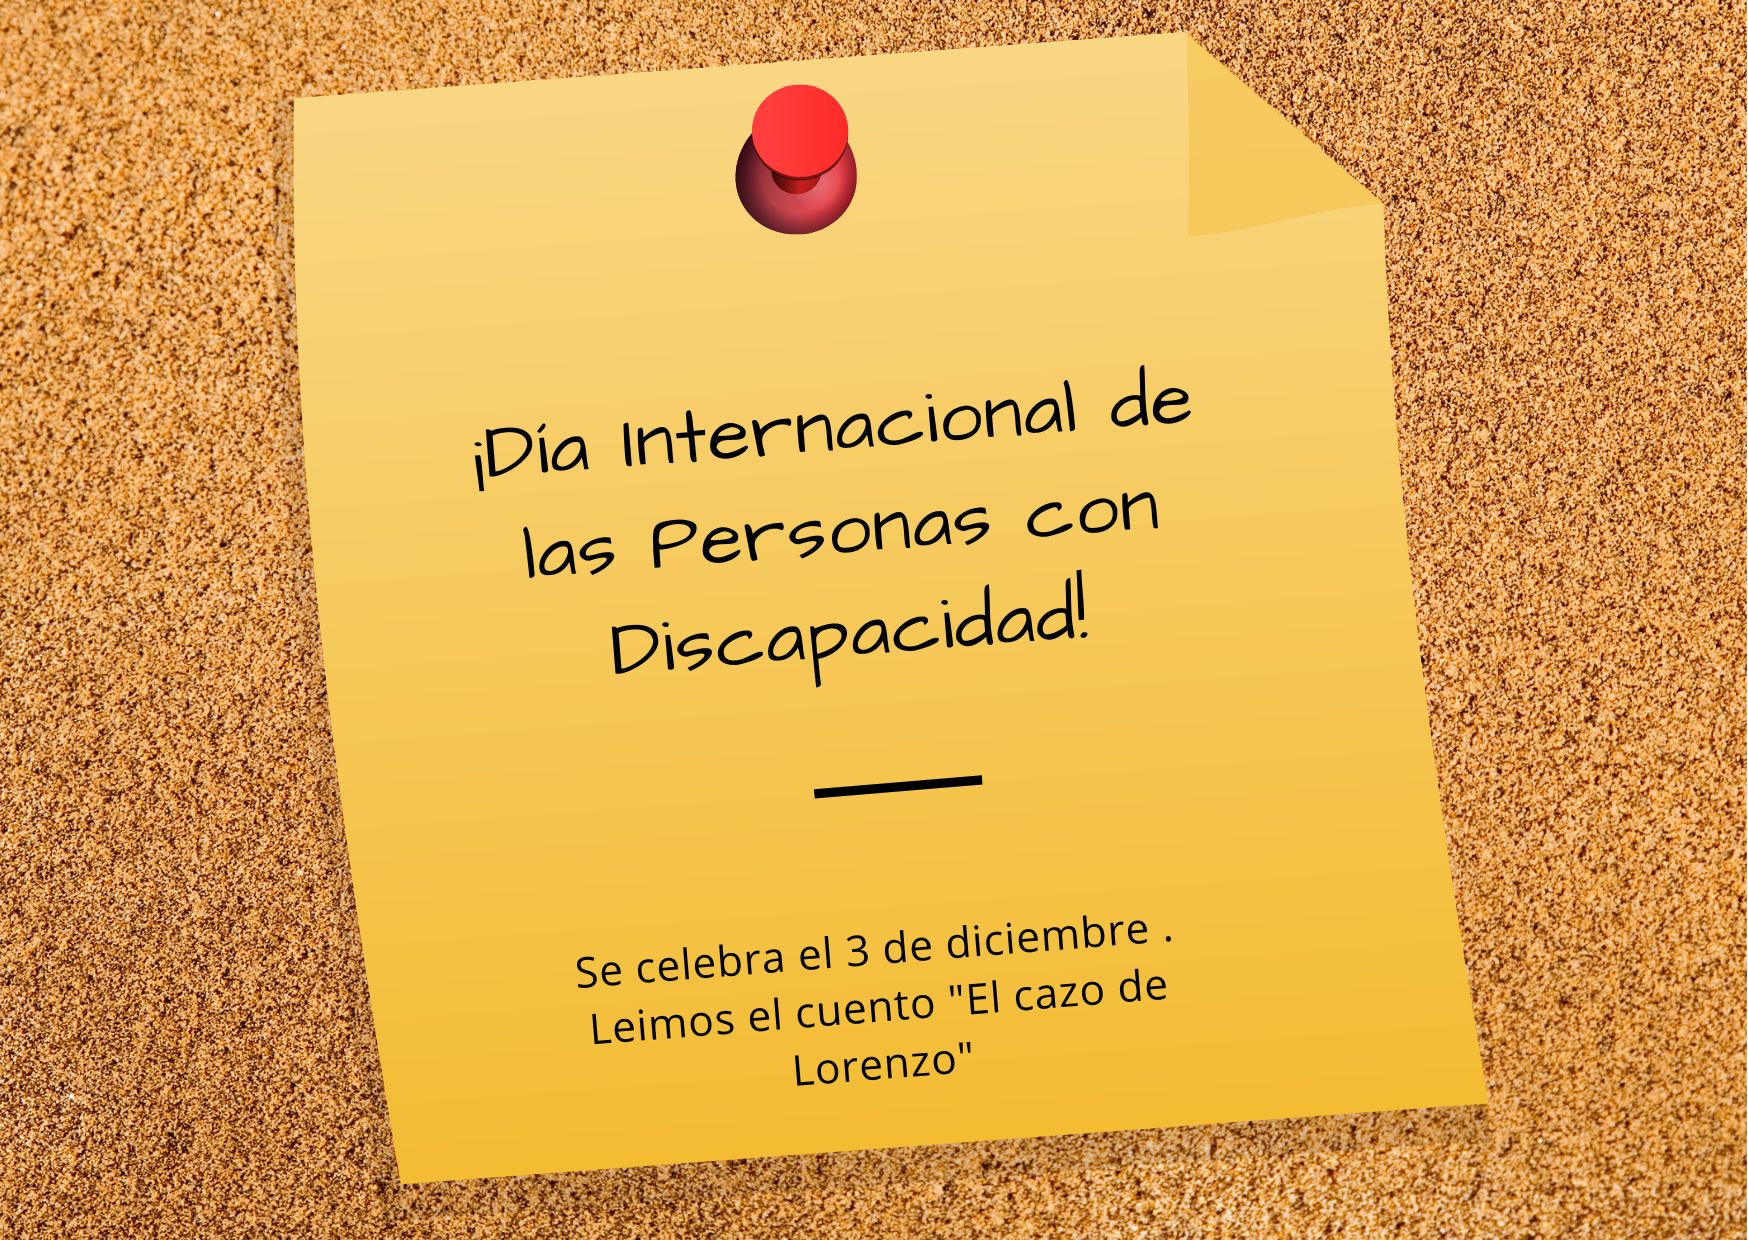 ¡Día Internacional de
las Personas con
Discapacidad!
Se celebra el 3 de diciembre .
Leimos el cuento "El cazo de
Lorenzo"